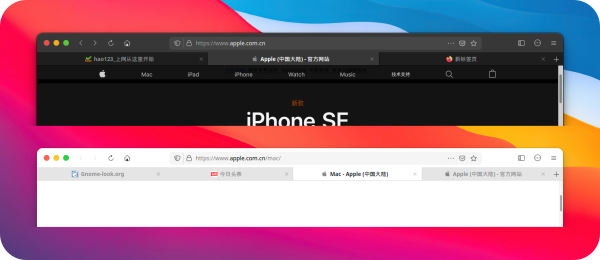 https://www.apple.com.cn
hao123_上网从这里开始
Apple (中国大陆) - 官方网站
新标签页
Mac
iPad
iPhone
Watch
Music
技术支持
新款
iPhone SE
https://www.apple.com.cn/mac/
Gnome-look.org
今日头条
Mac - Apple (中国大陆)
Apple (中国大陆) - 官方网站